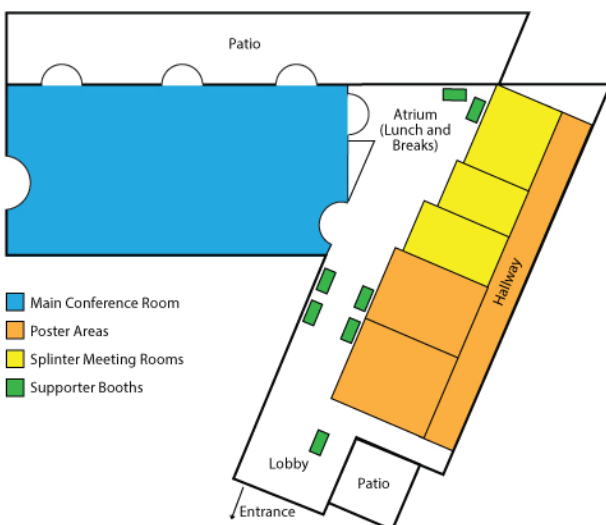 Patio
Atrium
(Lunch and
Breaks)
Hallway
Main Conference Room
Poster Areas
Splinter Meeting Rooms
Supporter Booths
Lobby
Patio
Entrance